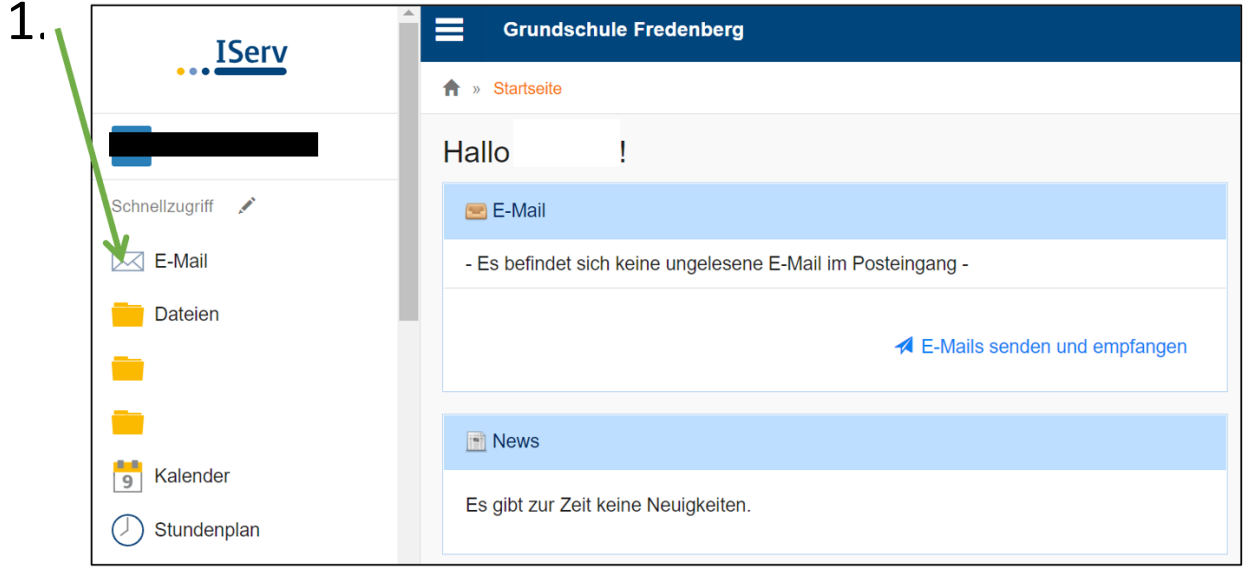 1.
IServ
Schnellzugriff
E-Mail
Dateien
9
Kalender
Stundenplan
Grundschule Fredenberg
» Startseite
Hallo !
E-Mail
- Es befindet sich keine ungelesene E-Mail im Posteingang -
E-Mails senden und empfangen
News
Es gibt zur Zeit keine Neuigkeiten.